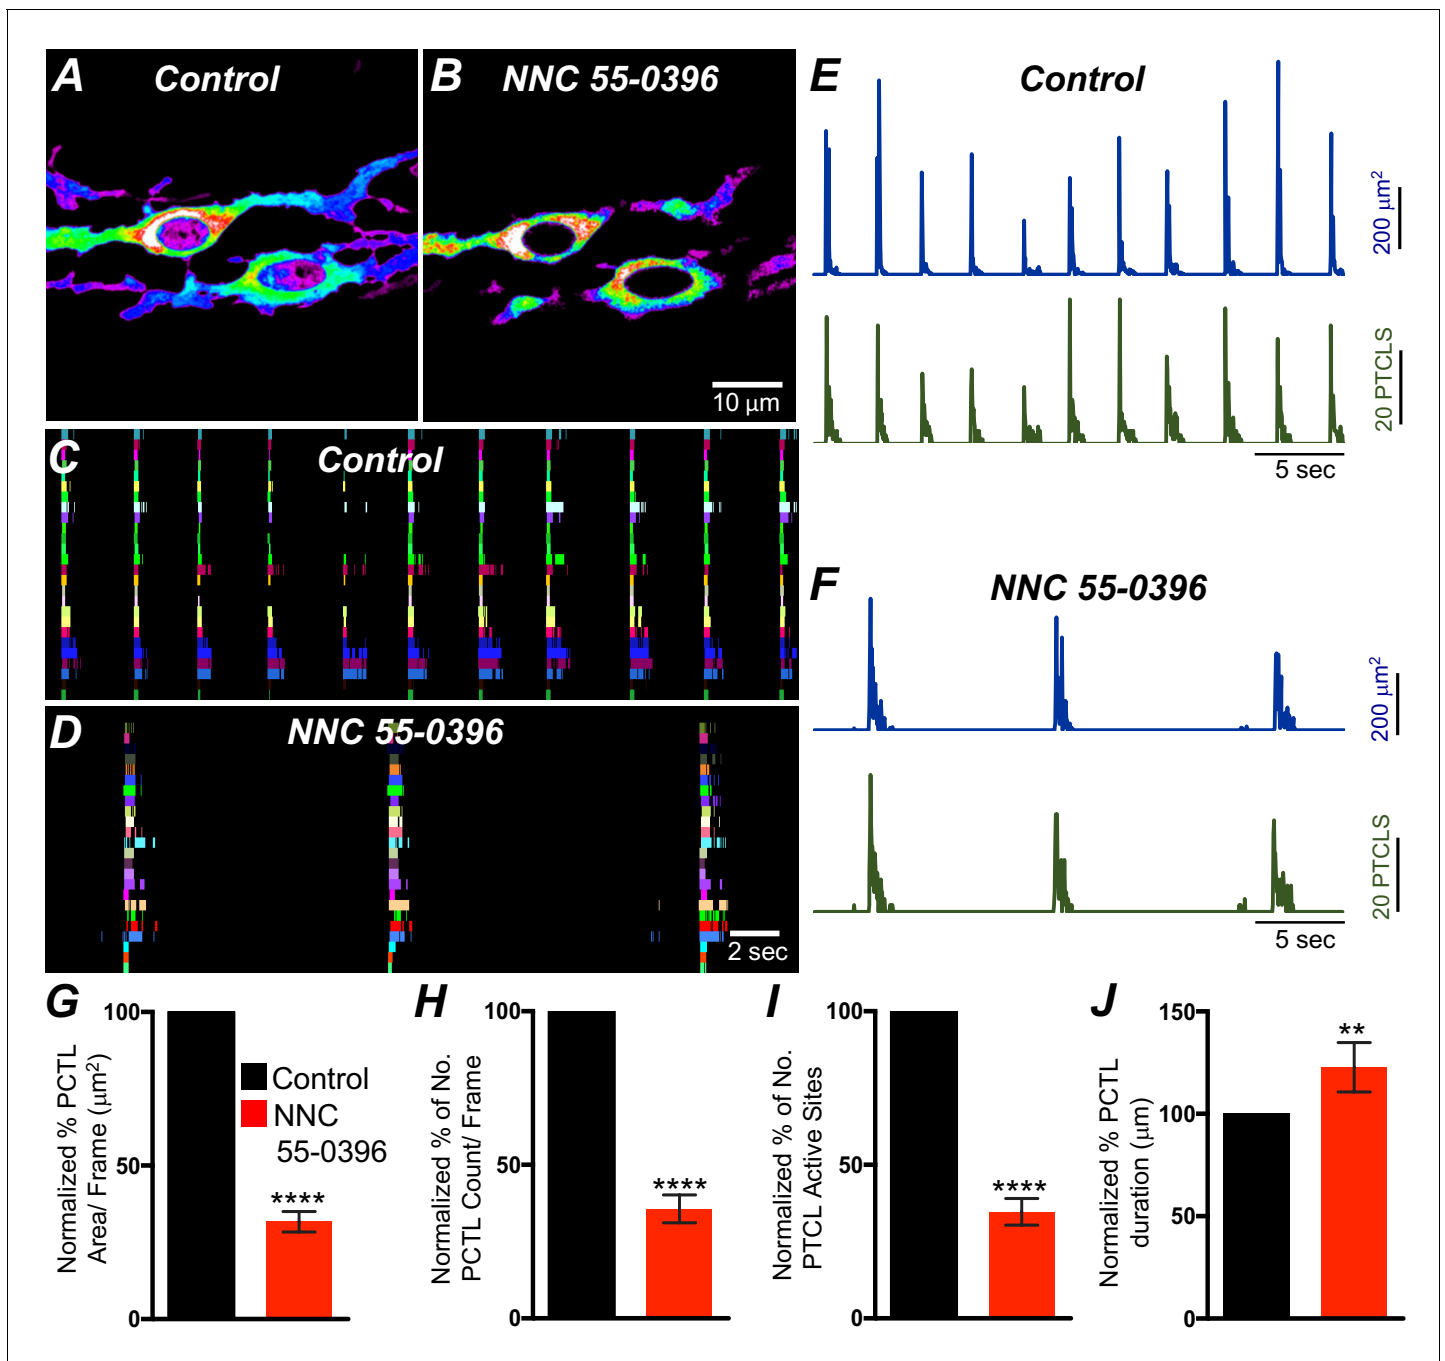 A Control
B NNC 55-0396
10 μm
C
Control
D NNC 55-0396
2 sec
E Control
200 μm²
20 PTCLS
5 sec
F
NNC 55-0396
200 μm²
20 PTCLS
5 sec
G
Normalized % PCTL
Area/ Frame (μm²)
100
50
0
Control
NNC
55-0396
****
H
Normalized % of No.
PCTL Count/ Frame
100
50
0
****
I
Normalized % of No.
PTCL Active Sites
100
50
0
****
J
Normalized % PCTL
duration (μm)
150
100
50
0
**